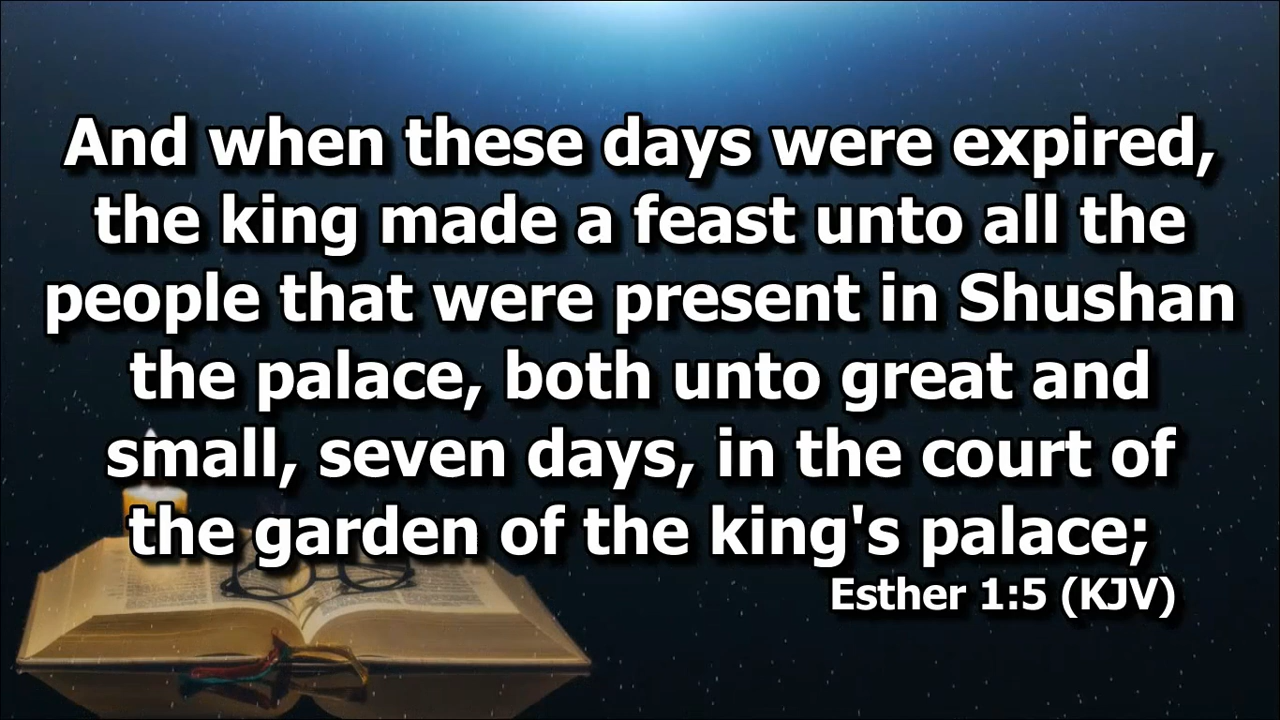 And when these days were expired,
the king made a feast unto all the
people that were present in Shushan
the palace, both unto great and
small, seven days, in the court of
the garden of the king's palace;
Esther 1:5 (KJV)